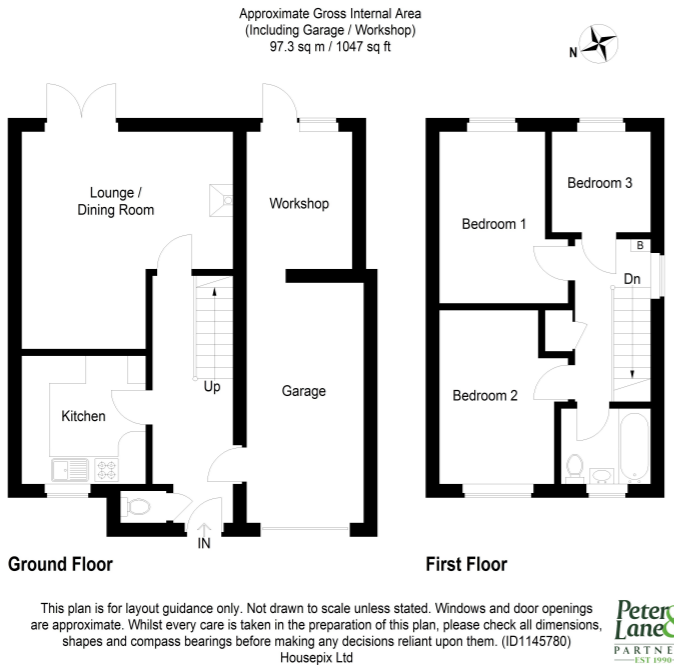 Approximate Gross Internal Area
(Including Garage / Workshop)
97.3 sq m / 1047 sq ft
N
Lounge /
Dining Room
Workshop
Up
Kitchen
Garage
IN
Bedroom 1
Bedroom 3
B
Dn
Bedroom 2
Ground Floor
First Floor
This plan is for layout guidance only. Not drawn to scale unless stated. Windows and door openings
are approximate. Whilst every care is taken in the preparation of this plan, please check all dimensions,
shapes and compass bearings before making any decisions reliant upon them. (ID1145780)
Housepix Ltd
Peter
Lane
PARTNE
EST 1990